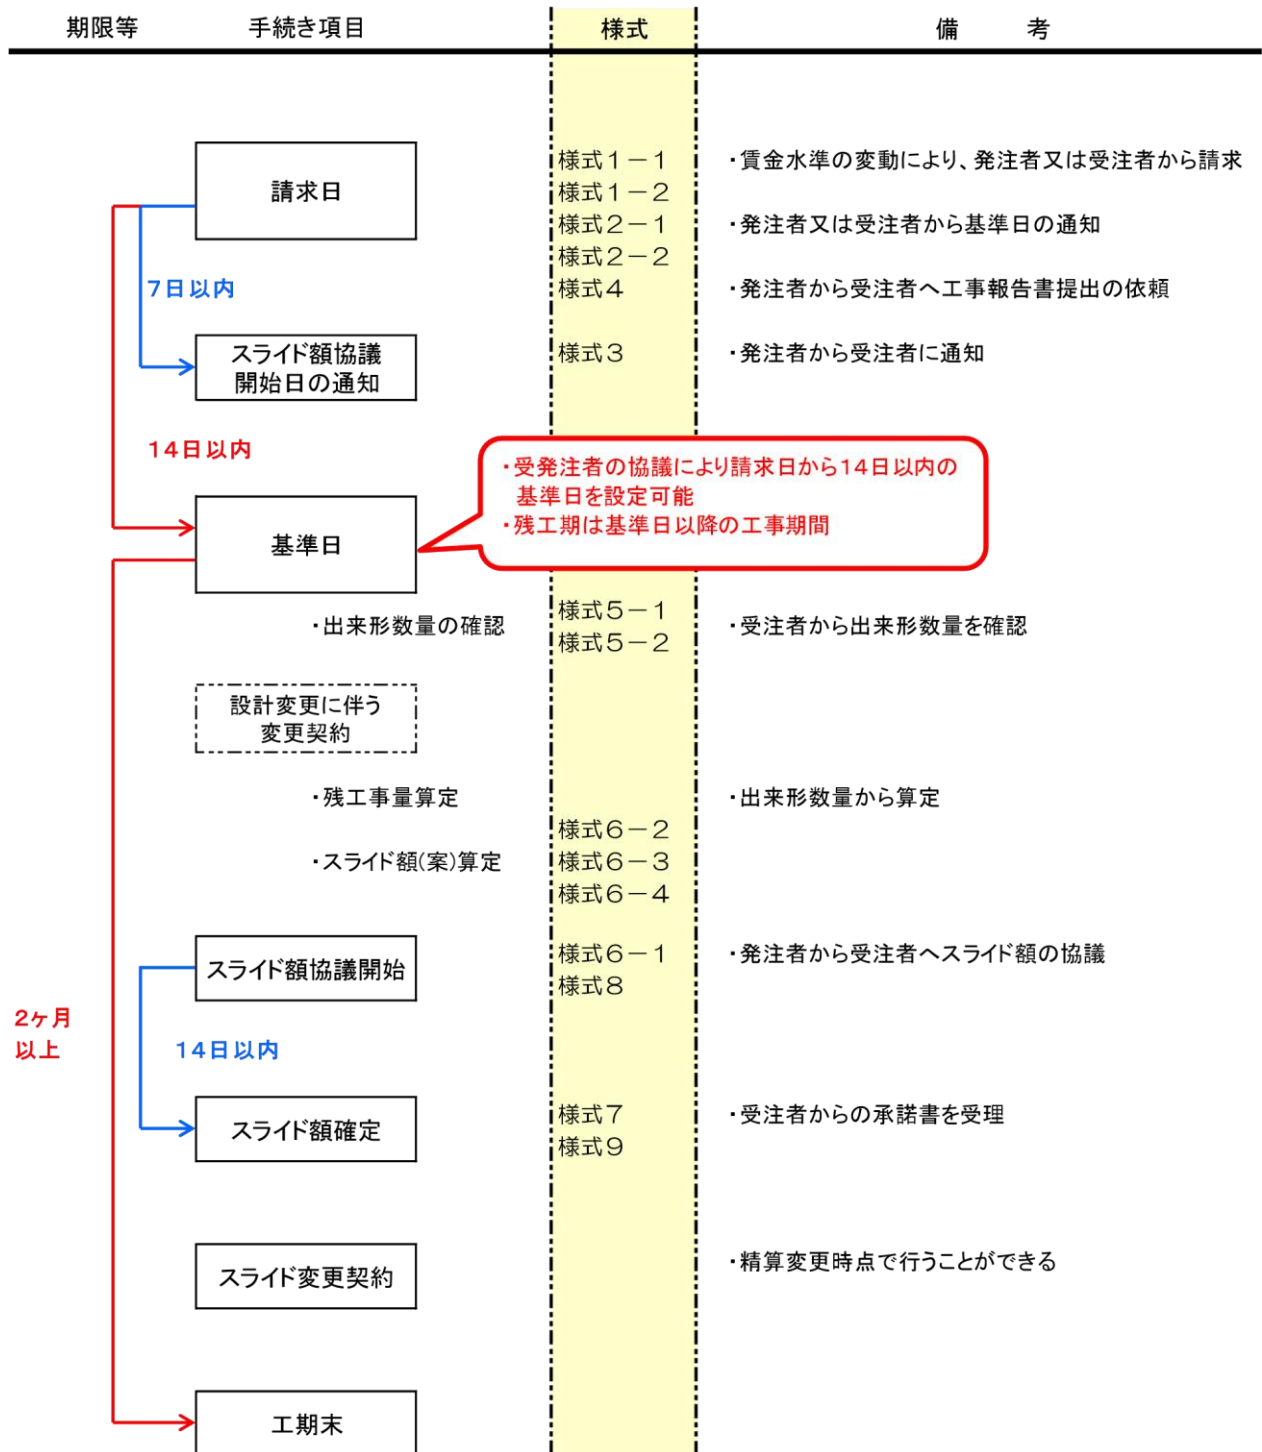 期限等　手続き項目　様式　備　考
請求日
様式１－１　・賃金水準の変動により、発注者又は受注者から請求
様式１－２
様式２－１　・発注者又は受注者から基準日の通知
様式２－２
7日以内
様式４　・発注者から受注者へ工事報告書提出の依頼
スライド額協議
開始日の通知
様式３　・発注者から受注者に通知
14日以内
・受発注者の協議により請求日から14日以内の
基準日を設定可能
・残工期は基準日以降の工事期間
基準日
・出来形数量の確認
様式５－１
様式５－２
・受注者から出来形数量を確認
設計変更に伴う
変更契約
・残工事量算定　・出来形数量から算定
様式６－２
・スライド額(案)算定　様式６－３
様式６－４
スライド額協議開始
様式６－１　・発注者から受注者へスライド額の協議
様式８
2ヶ月
以上
14日以内
スライド額確定
様式７　・受注者からの承諾書を受理
様式９
スライド変更契約
・精算変更時点で行うことができる
工期末